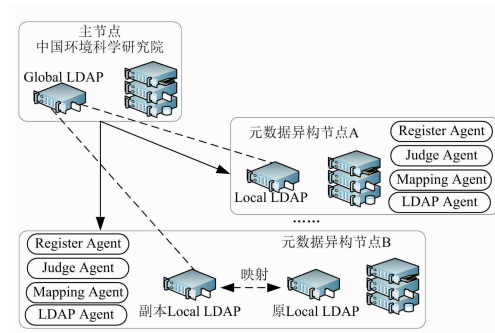 主节点
中国环境科学研究院
Global LDAP
元数据异构节点A
Register Agent
Judge Agent
Mapping Agent
LDAP Agent
Local LDAP
……
元数据异构节点B
Register Agent
Judge Agent
Mapping Agent
LDAP Agent
映射
副本Local LDAP
原Local LDAP